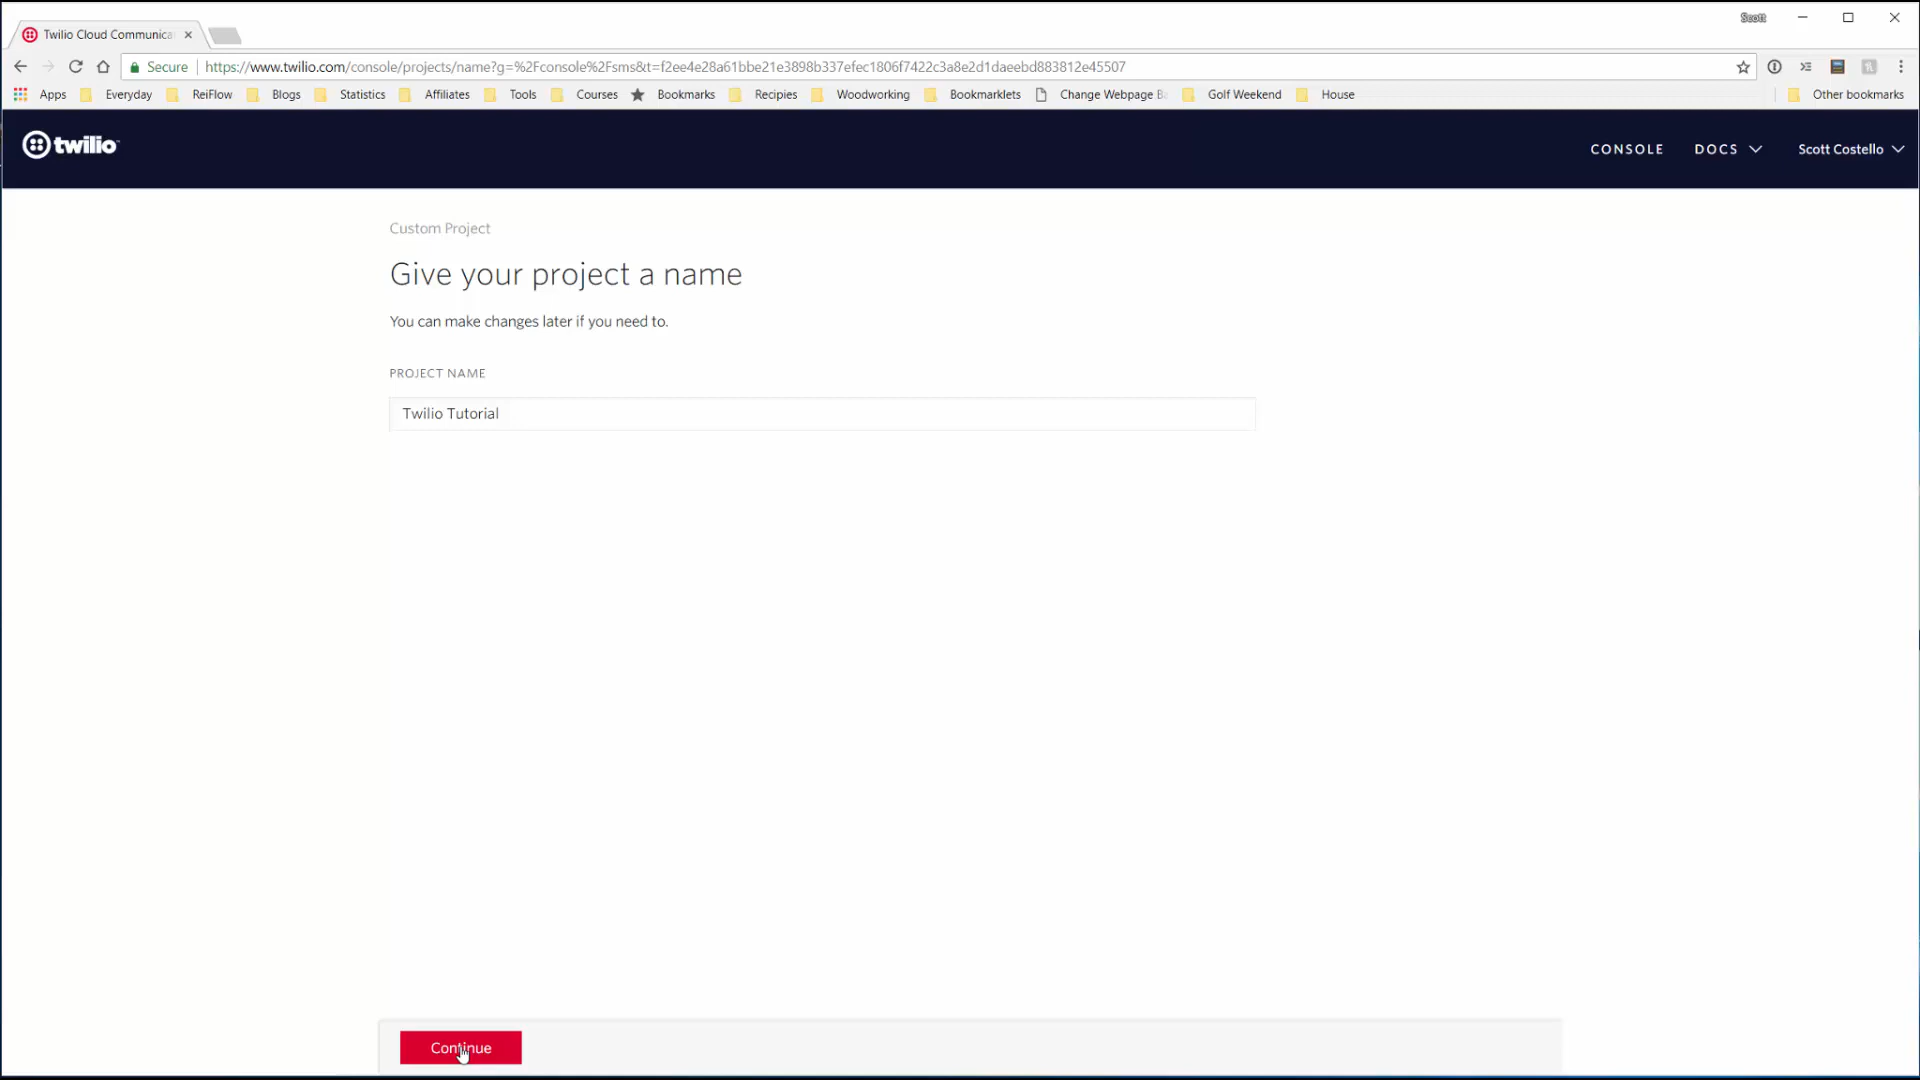 Scott
Twilio Cloud Communica
Secure https://www.twilio.com/console/projects/name?g=%2Fconsole%2Fsms&t=f2ee4e28a61bbe21e3898b337efec1806f7422c3a8e2d1daeebd883812e45507
Apps Everyday ReiFlow Blogs Statistics Affiliates Tools Courses Bookmarks Recipies Woodworking Bookmarklets Change Webpage Ba Golf Weekend House Other bookmarks
twilio CONSOLE DOCS Scott Costello
Custom Project
Give your project a name
You can make changes later if you need to.
PROJECT NAME
Twilio Tutorial
Continue